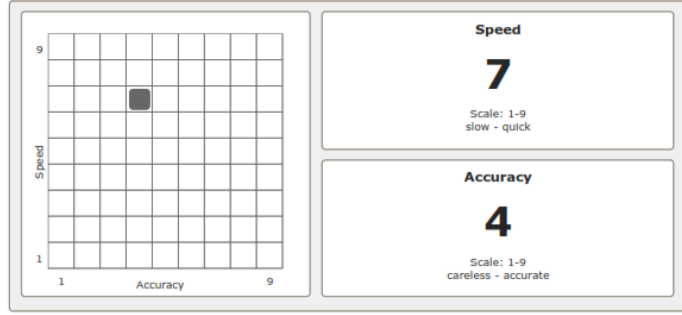 9
Speed
1
1
Accuracy
9
Speed
7
Scale: 1-9
slow - quick
Accuracy
4
Scale: 1-9
careless - accurate